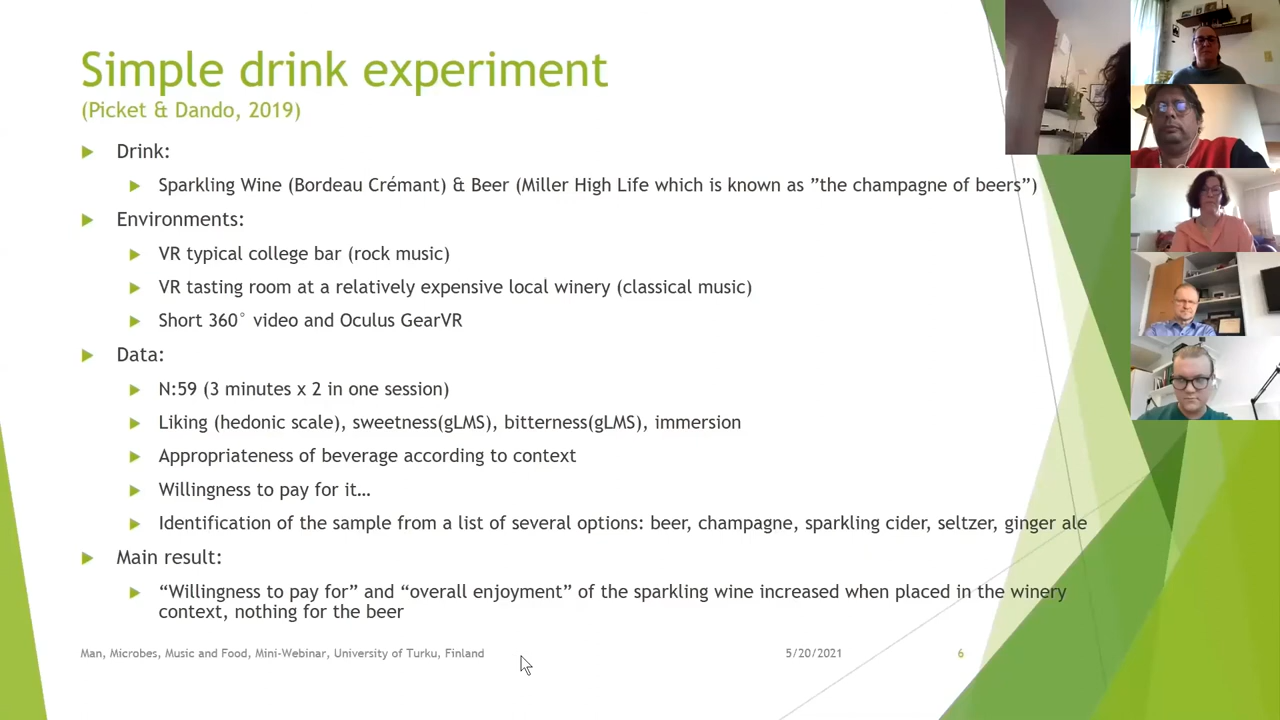 Simple drink experiment
(Picket & Dando, 2019)
Drink:
Sparkling Wine (Bordeau Crémant) & Beer (Miller High Life which is known as ”the champagne of beers”)
Environments:
VR typical college bar (rock music)
VR tasting room at a relatively expensive local winery (classical music)
Short 360° video and Oculus GearVR
Data:
N:59 (3 minutes x 2 in one session)
Liking (hedonic scale), sweetness(gLMS), bitterness(gLMS), immersion
Appropriateness of beverage according to context
Willingness to pay for it…
Identification of the sample from a list of several options: beer, champagne, sparkling cider, seltzer, ginger ale
Main result:
“Willingness to pay for” and “overall enjoyment” of the sparkling wine increased when placed in the winery
context, nothing for the beer
Man, Microbes, Music and Food, Mini-Webinar, University of Turku, Finland 5/20/2021 6